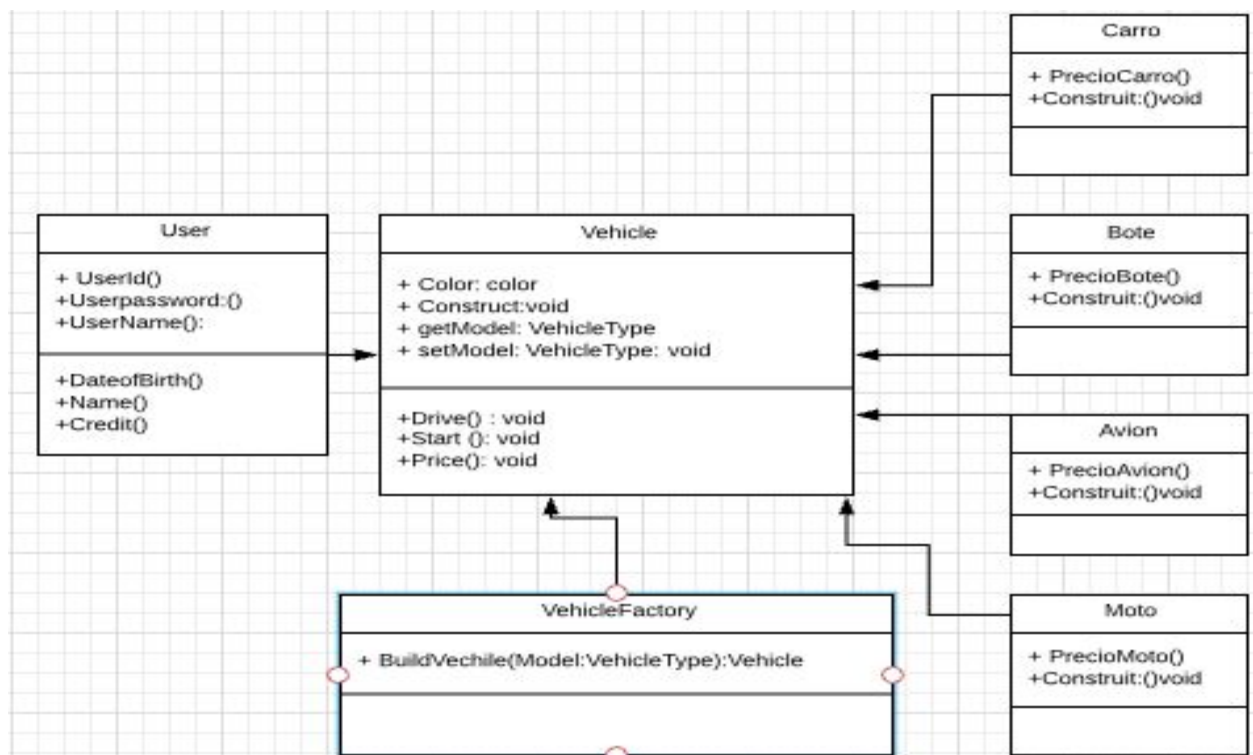 Carro
+ PrecioCarro()
+Construit:()void
User
+ UserId()
+Userpassword:()
+UserName():
+DateofBirth()
+Name()
+Credit()
Vehicle
+ Color: color
+ Construct:void
+ getModel: VehicleType
+ setModel: VehicleType: void
+Drive() : void
+Start (): void
+Price(): void
Bote
+ PrecioBote()
+Construit:()void
Avion
+ PrecioAvion()
+Construit:()void
VehicleFactory
+ BuildVechile(Model:VehicleType):Vehicle
Moto
+ PrecioMoto()
+Construit:()void